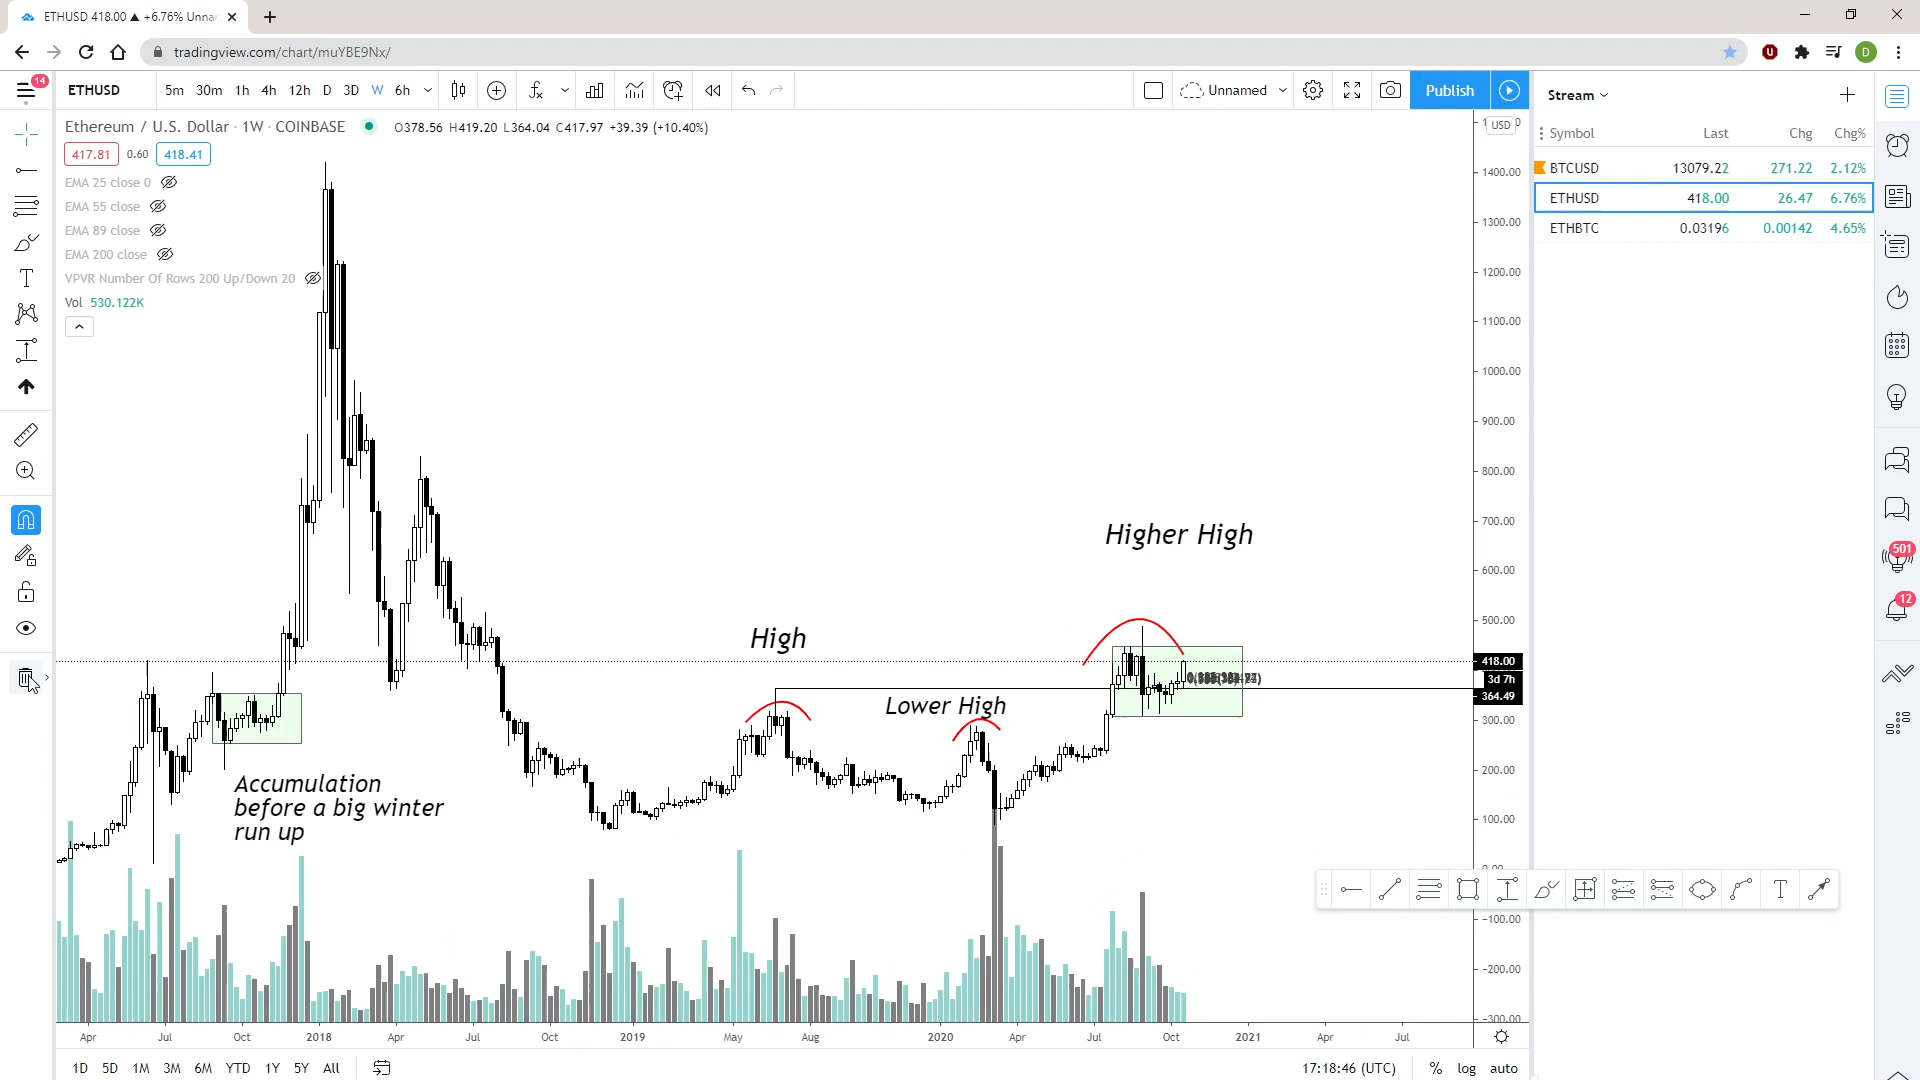 ETHUSD 418.00 ▲ +6.76% Unna
tradingview.com/chart/muYBE9Nx/
D
14
ETHUSD 5m 30m 1h 4h 12h D 3D W 6h
Unnamed
Publish
Stream
Ethereum / U.S. Dollar · 1W · COINBASE O378.56 H419.20 L364.04 C417.97 +39.39 (+10.40%)
417.81 0.60 418.41
EMA 25 close 0
EMA 55 close
EMA 89 close
EMA 200 close
VPVR Number Of Rows 200 Up/Down 20
Vol 530.122K
Symbol Last Chg Chg%
BTCUSD 13079.22 271.22 2.12%
ETHUSD 418.00 26.47 6.76%
ETHBTC 0.03196 0.00142 4.65%
USD
1400.00
1300.00
1200.00
1100.00
1000.00
900.00
800.00
700.00
600.00
500.00
418.00
3d 7h
364.49
300.00
200.00
100.00
0.00
-100.00
-200.00
-300.00
Higher High
High
Lower High
Accumulation
before a big winter
run up
501
12
Apr Jul Oct 2018 Apr Jul Oct 2019 May Aug 2020 Apr Jul Oct 2021 Apr Jul
1D 5D 1M 3M 6M YTD 1Y 5Y All
17:18:46 (UTC) % log auto